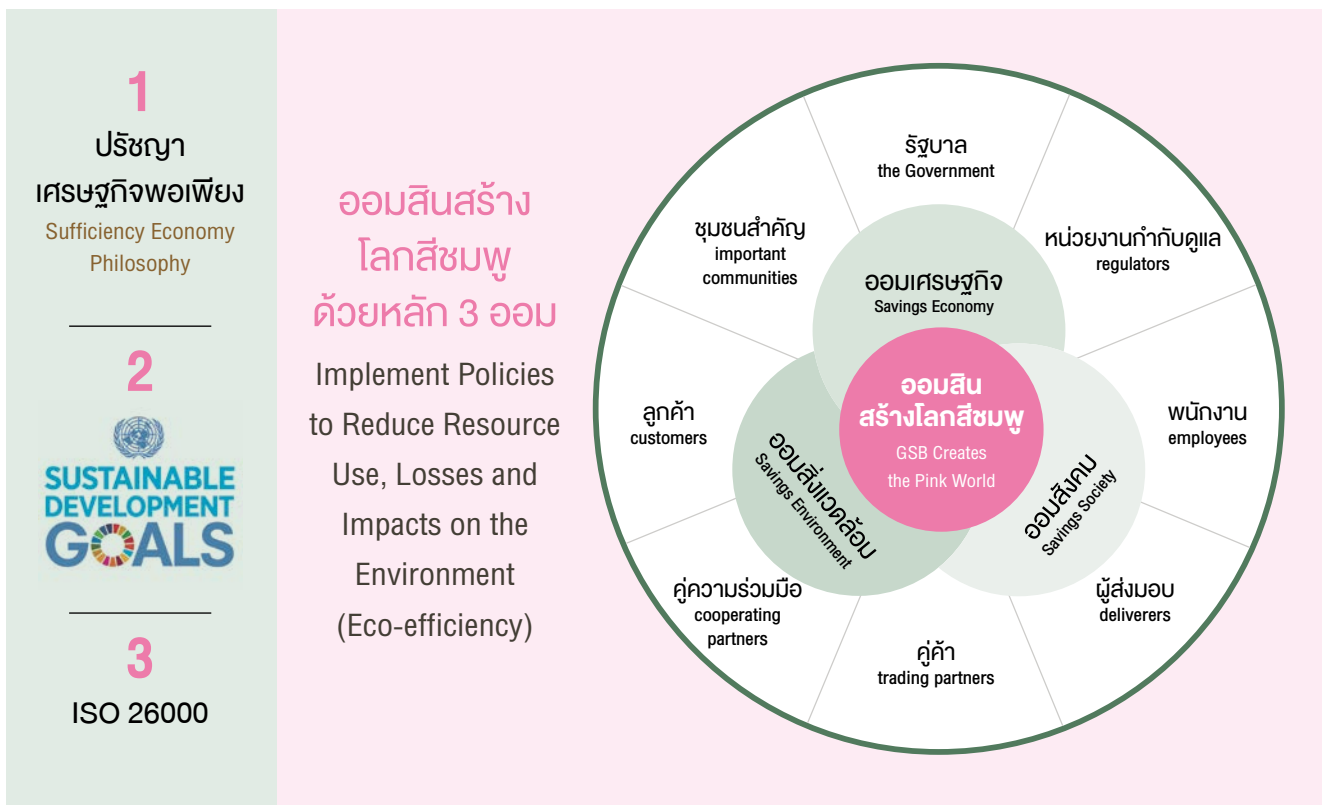 1
ปรัชญา
เศรษฐกิจพอเพียง
Sufficiency Economy
Philosophy
2
SUSTAINABLE
DEVELOPMENT
GOALS
3
ISO 26000
ออมสินสร้าง
โลกสีชมพู
ด้วยหลัก 3 ออม
Implement Policies
to Reduce Resource
Use, Losses and
Impacts on the
Environment
(Eco-efficiency)
รัฐบาล
the Government
หน่วยงานกำกับดูแล
regulators
พนักงาน
employees
ผู้ส่งมอบ
deliverers
คู่ค้า
trading partners
คู่ความร่วมมือ
cooperating
partners
ลูกค้า
customers
ชุมชนสำคัญ
important
communities
ออมเศรษฐกิจ
Savings Economy
ออมสังคม
Savings Society
ออมสิ่งแวดล้อม
Savings Environment
ออมสิน
สร้างโลกสีชมพู
GSB Creates
the Pink World